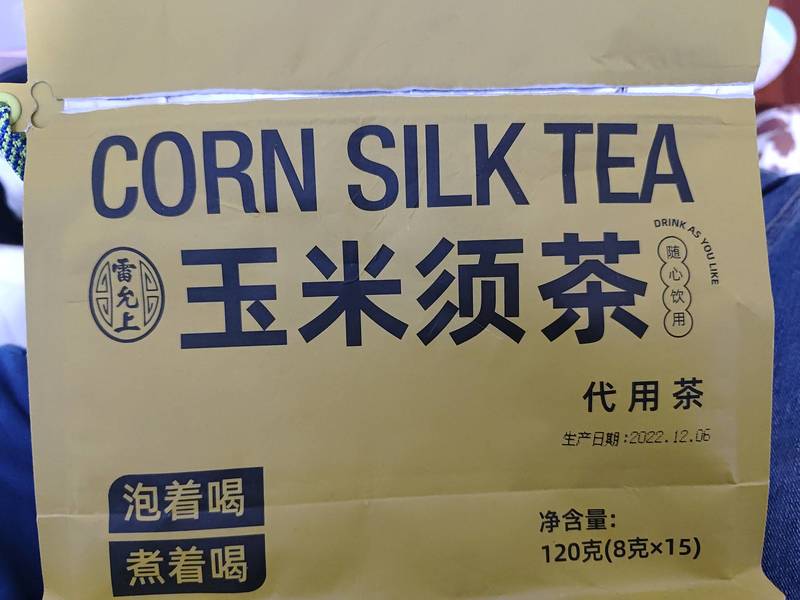 CORN SILK TEA
雷允上
玉米须茶
DRINK AS YOU LIKE
随心饮用
代用茶
生产日期:2022.12.06
泡着喝
煮着喝
净含量:
120克(8克×15)